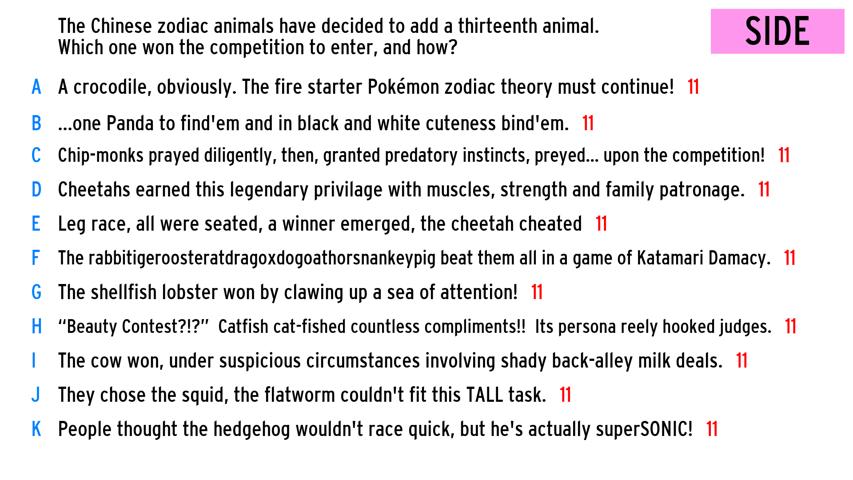 The Chinese zodiac animals have decided to add a thirteenth animal.
Which one won the competition to enter, and how?
SIDE
A A crocodile, obviously. The fire starter Pokémon zodiac theory must continue! 11
B ...one Panda to find'em and in black and white cuteness bind'em. 11
C Chip-monks prayed diligently, then, granted predatory instincts, preyed... upon the competition! 11
D Cheetahs earned this legendary privilage with muscles, strength and family patronage. 11
E Leg race, all were seated, a winner emerged, the cheetah cheated 11
F The rabbitigeroosteratdragoxdogoathorsnankeypig beat them all in a game of Katamari Damacy. 11
G The shellfish lobster won by clawing up a sea of attention! 11
H “Beauty Contest?!?” Catfish cat-fished countless compliments!! Its persona reely hooked judges. 11
I The cow won, under suspicious circumstances involving shady back-alley milk deals. 11
J They chose the squid, the flatworm couldn't fit this TALL task. 11
K People thought the hedgehog wouldn't race quick, but he's actually superSONIC! 11